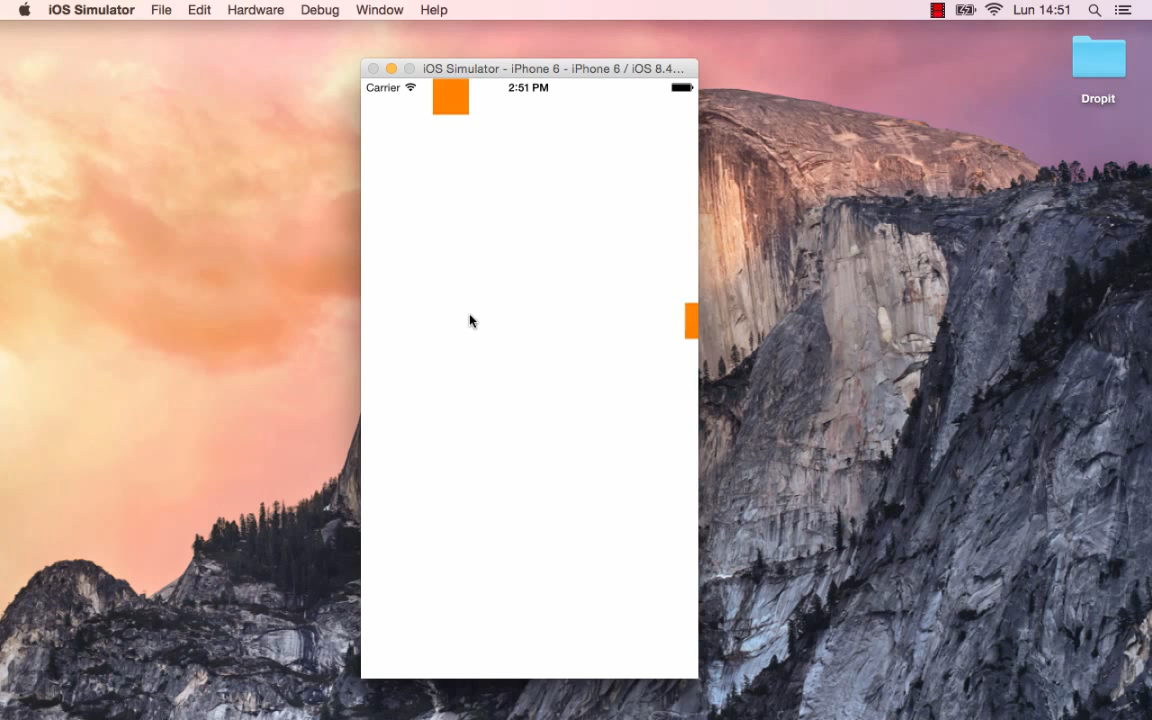 iOS Simulator File Edit Hardware Debug Window Help Lun 14:51
Dropit
iOS Simulator - iPhone 6 - iPhone 6 / iOS 8.4...
Carrier 2:51 PM